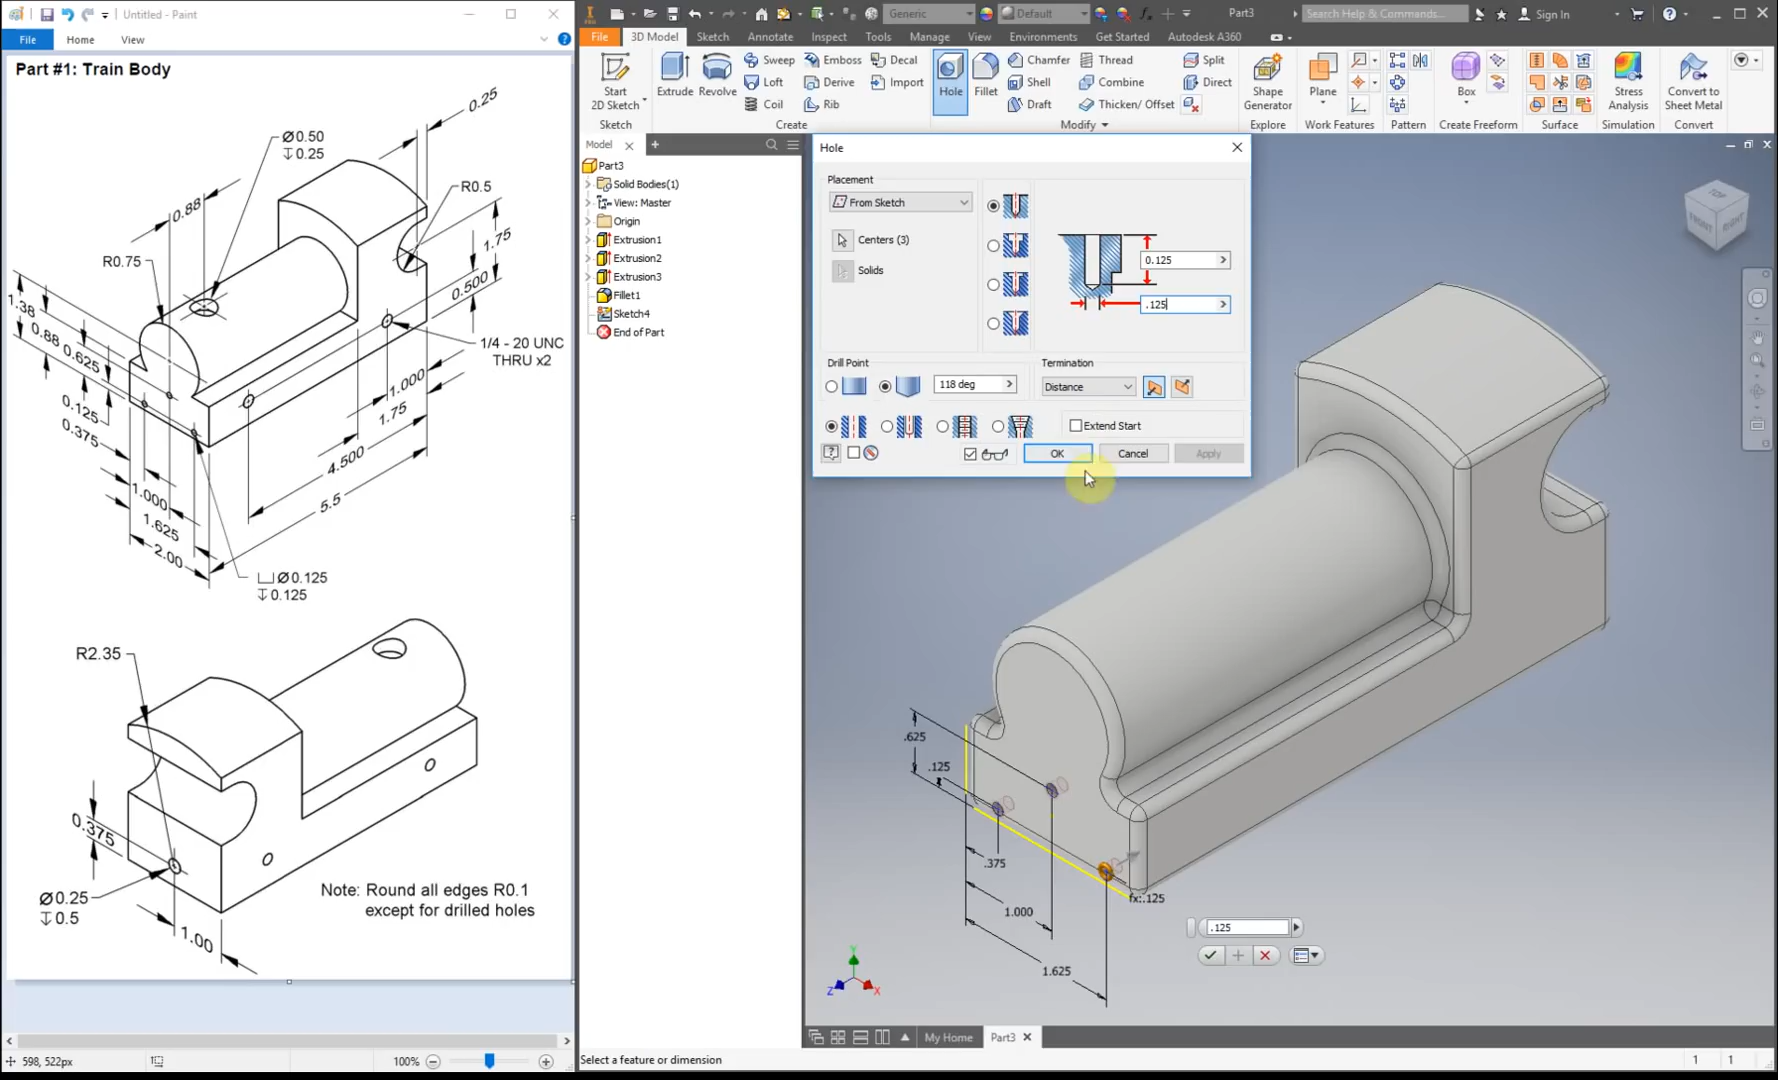 Untitled - Paint
File
Home
View
Part #1: Train Body
0.25
Ø0.50
↧0.25
R0.5
0.88
1.75
R0.75
0.500
1.38
0.88
0.625
1/4 - 20 UNC
THRU x2
1.000
0.125
1.75
0.375
4.500
1.000
5.5
1.625
2.00
⌴Ø0.125
↧0.125
R2.35
0.375
Note: Round all edges R0.1
except for drilled holes
Ø0.25
↧0.5
1.00
598, 522px
100%
Generic
Default
Part3
Search Help & Commands...
Sign In
File
3D Model
Sketch
Annotate
Inspect
Tools
Manage
View
Environments
Get Started
Autodesk A360
Start
2D Sketch
Sketch
Extrude
Revolve
Sweep
Loft
Coil
Emboss
Derive
Rib
Decal
Import
Create
Hole
Fillet
Chamfer
Shell
Draft
Thread
Combine
Thicken/ Offset
Split
Direct
Modify
Shape
Generator
Explore
Plane
Work Features
Pattern
Box
Create Freeform
Surface
Stress
Analysis
Simulation
Convert to
Sheet Metal
Convert
Model
Part3
Solid Bodies(1)
View: Master
Origin
Extrusion1
Extrusion2
Extrusion3
Fillet1
Sketch4
End of Part
Hole
Placement
From Sketch
Centers (3)
Solids
0.125
.125
Drill Point
118 deg
Termination
Distance
Extend Start
OK
Cancel
Apply
TOP
FRONT
RIGHT
.625
.125
.375
1.000
1.625
fx:.125
.125
Y
Z
X
My Home
Part3
Select a feature or dimension
1
1